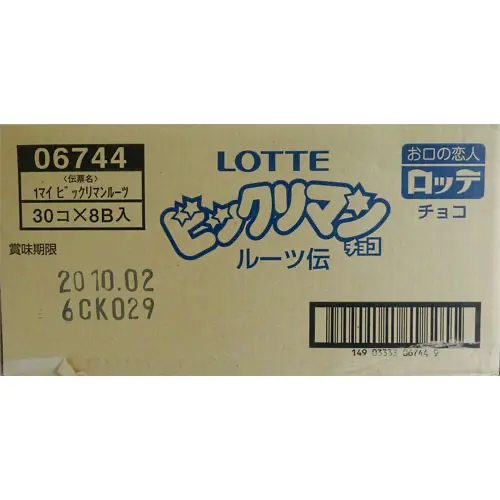 06744
〈伝票名〉
1マイ ビックリマンルーツ
30コ×8B入
賞味期限
2010.02
6CK029
LOTTE
ビックリマン
チョコ
ルーツ伝
お口の恋人
ロッテ
チョコ
149 03333 06744 9